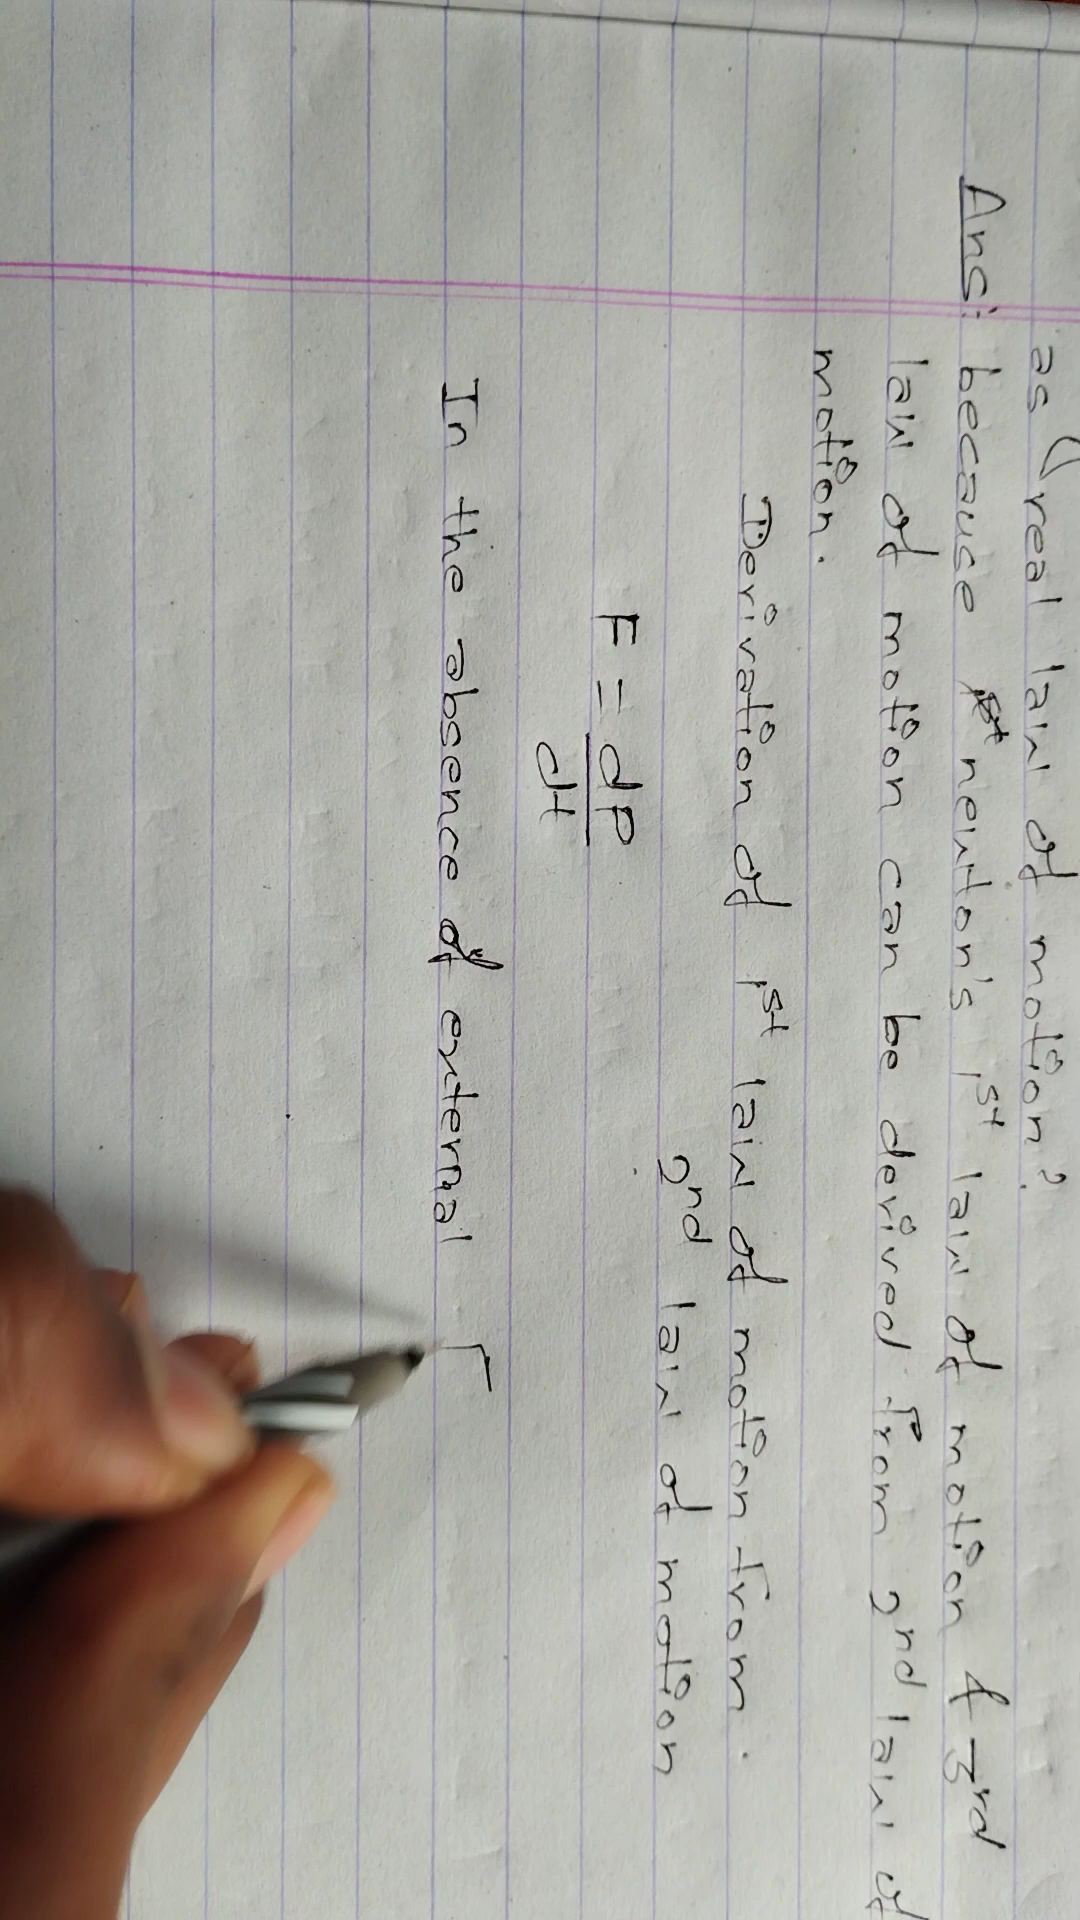 as real law of motion?
Ans: because newton's 1st law of motion & 3rd
law of motion can be derived from 2nd law of
motion.
Derivation of 1st law of motion from
2nd law of motion
F = dP
dt
In the absence of external